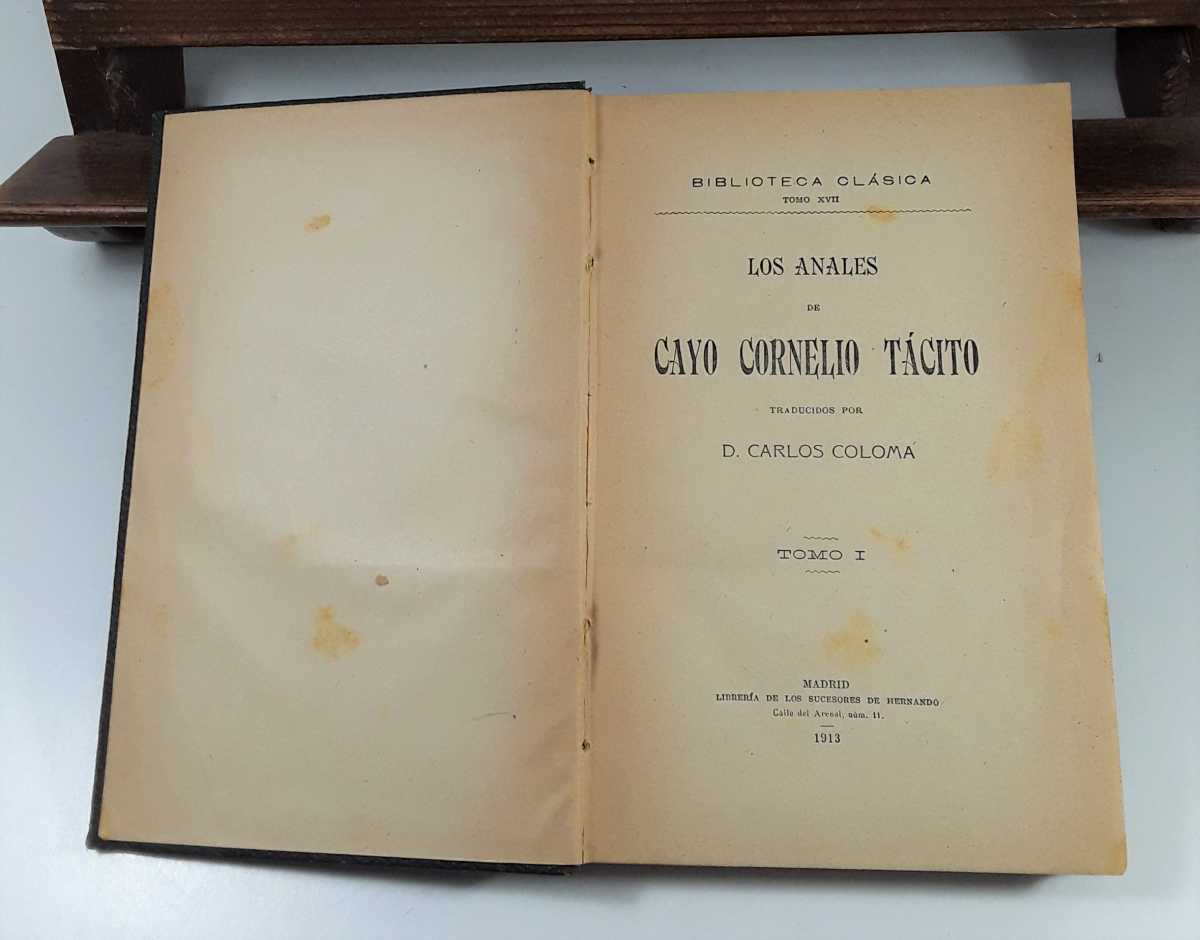 BIBLIOTECA CLÁSICA
TOMO XVII
LOS ANALES
DE
CAYO CORNELIO TÁCITO
TRADUCIDOS POR
D. CARLOS COLOMA
TOMO I
MADRID
LIBRERÍA DE LOS SUCESORES DE HERNANDO
Calle del Arenal, núm. 11.
1913